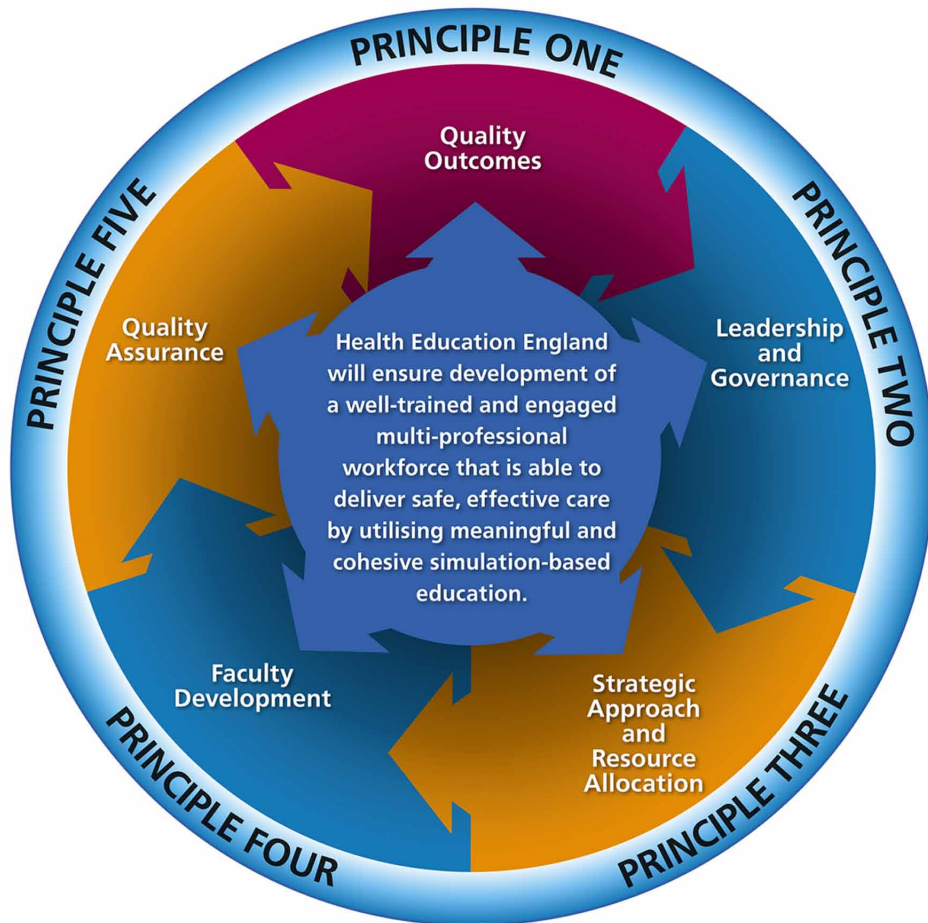 PRINCIPLE ONE
Quality
Outcomes
PRINCIPLE TWO
Leadership
and
Governance
PRINCIPLE THREE
Strategic
Approach
and
Resource
Allocation
PRINCIPLE FOUR
Faculty
Development
PRINCIPLE FIVE
Quality
Assurance
Health Education England
will ensure development of
a well-trained and engaged
multi-professional
workforce that is able to
deliver safe, effective care
by utilising meaningful and
cohesive simulation-based
education.